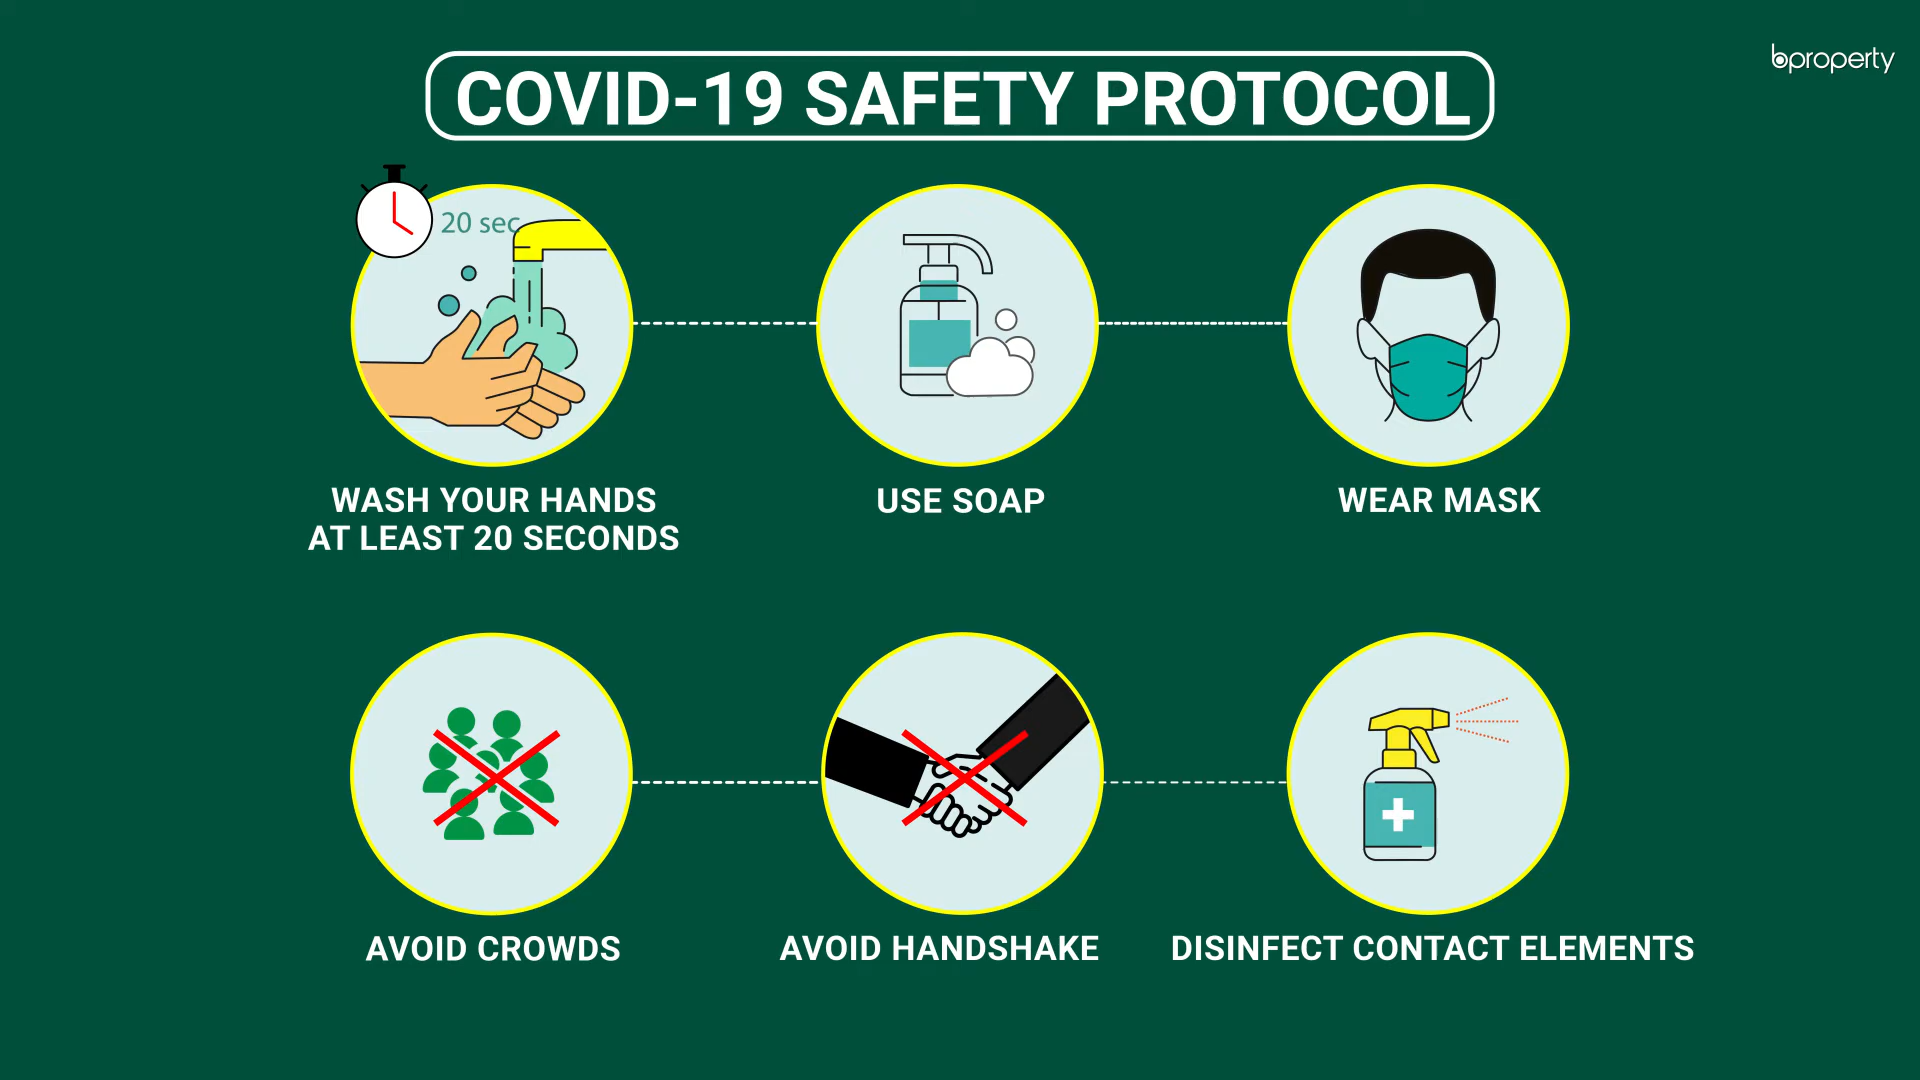 COVID-19 SAFETY PROTOCOL
bproperty
20 sec
WASH YOUR HANDS
AT LEAST 20 SECONDS
USE SOAP
WEAR MASK
AVOID CROWDS
AVOID HANDSHAKE
DISINFECT CONTACT ELEMENTS